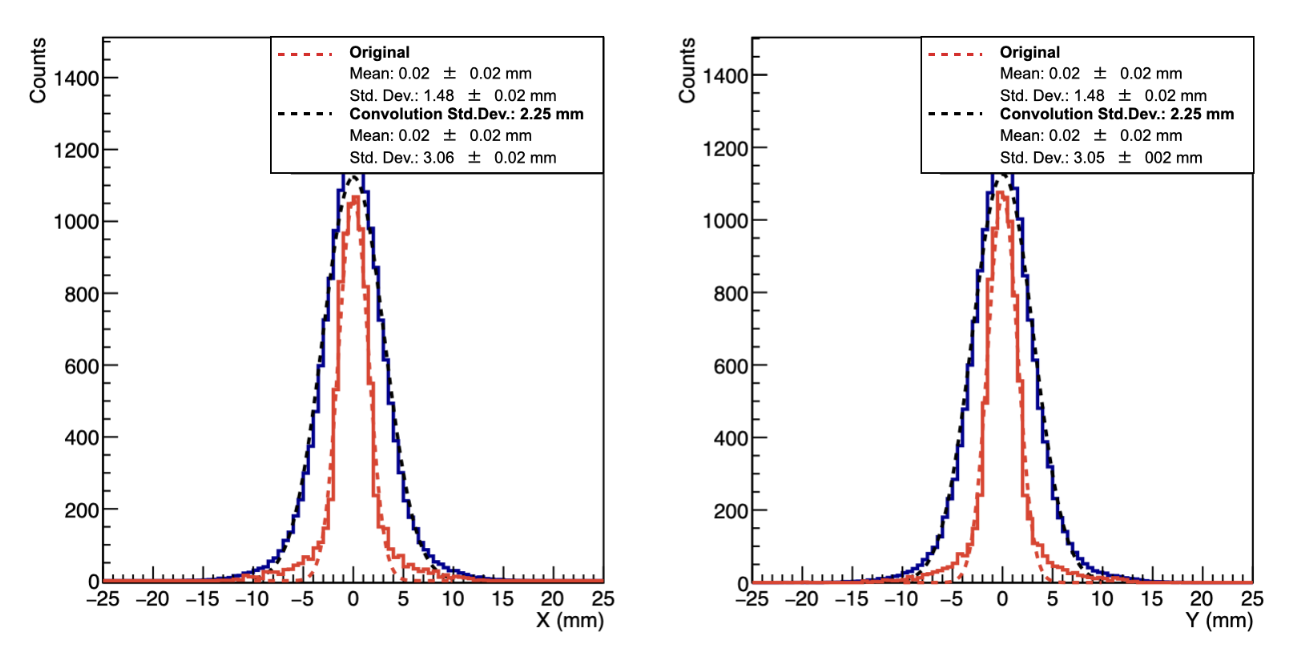 Counts
Original
Mean: 0.02 ± 0.02 mm
Std. Dev.: 1.48 ± 0.02 mm
Convolution Std.Dev.: 2.25 mm
Mean: 0.02 ± 0.02 mm
Std. Dev.: 3.06 ± 0.02 mm
1400
1200
1000
800
600
400
200
0
−25 −20 −15 −10 −5 0 5 10 15 20 25
X (mm)
Counts
Original
Mean: 0.02 ± 0.02 mm
Std. Dev.: 1.48 ± 0.02 mm
Convolution Std.Dev.: 2.25 mm
Mean: 0.02 ± 0.02 mm
Std. Dev.: 3.05 ± 002 mm
1400
1200
1000
800
600
400
200
0
−25 −20 −15 −10 −5 0 5 10 15 20 25
Y (mm)